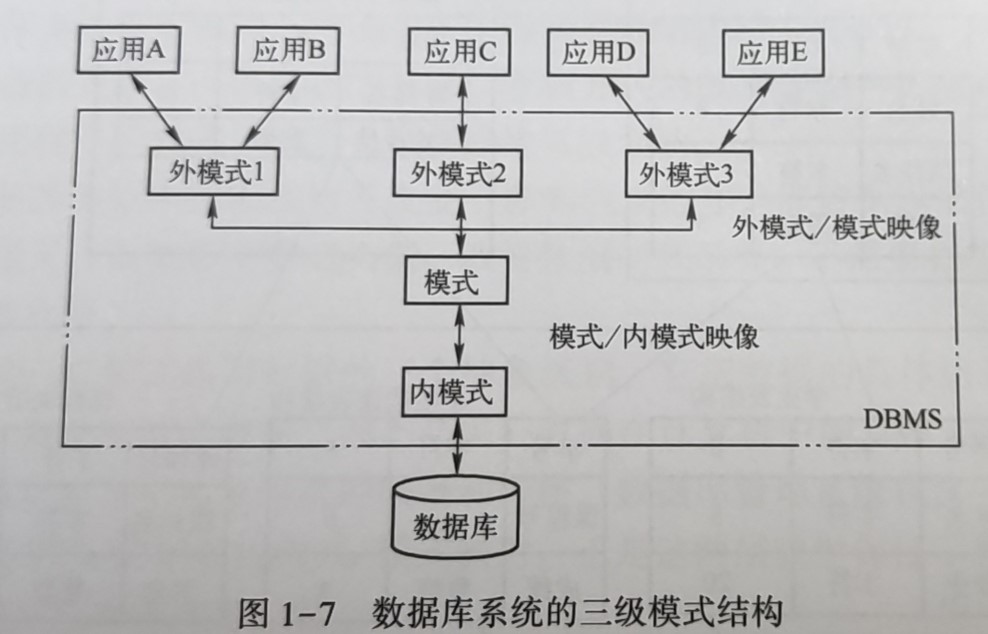 应用A 应用B 应用C 应用D 应用E
外模式1 外模式2 外模式3
外模式/模式映像
模式
模式/内模式映像
内模式
DBMS
数据库
图 1-7 数据库系统的三级模式结构